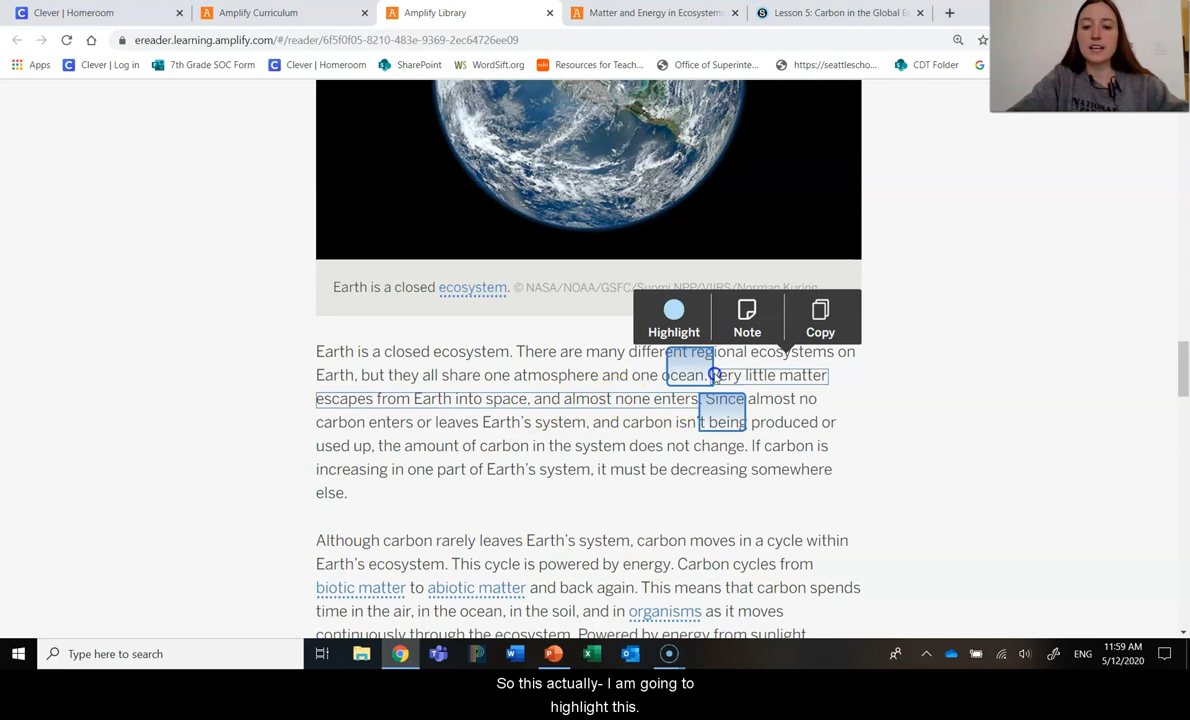 Clever | Homeroom
Amplify Curriculum
Amplify Library
Matter and Energy in Ecosystem
Lesson 5: Carbon in the Global E
ereader.learning.amplify.com/#/reader/6f5f0f05-8210-483e-9369-2ec64726ee09
Apps
Clever | Log in
7th Grade SOC Form
Clever | Homeroom
SharePoint
WS WordSift.org
Resources for Teach...
Office of Superinte...
https://seattlescho...
CDT Folder
Earth is a closed ecosystem. © NASA/NOAA/GSFC/Suomi NPP/VIIRS/Norman Kuring
Highlight
Note
Copy
Earth is a closed ecosystem. There are many different regional ecosystems on
Earth, but they all share one atmosphere and one ocean. Very little matter
escapes from Earth into space, and almost none enters. Since almost no
carbon enters or leaves Earth's system, and carbon isn't being produced or
used up, the amount of carbon in the system does not change. If carbon is
increasing in one part of Earth's system, it must be decreasing somewhere
else.
Although carbon rarely leaves Earth's system, carbon moves in a cycle within
Earth's ecosystem. This cycle is powered by energy. Carbon cycles from
biotic matter to abiotic matter and back again. This means that carbon spends
time in the air, in the ocean, in the soil, and in organisms as it moves
continuously through the ecosystem. Powered by energy from sunlight
Type here to search
ENG
11:59 AM
5/12/2020
So this actually- I am going to
highlight this.